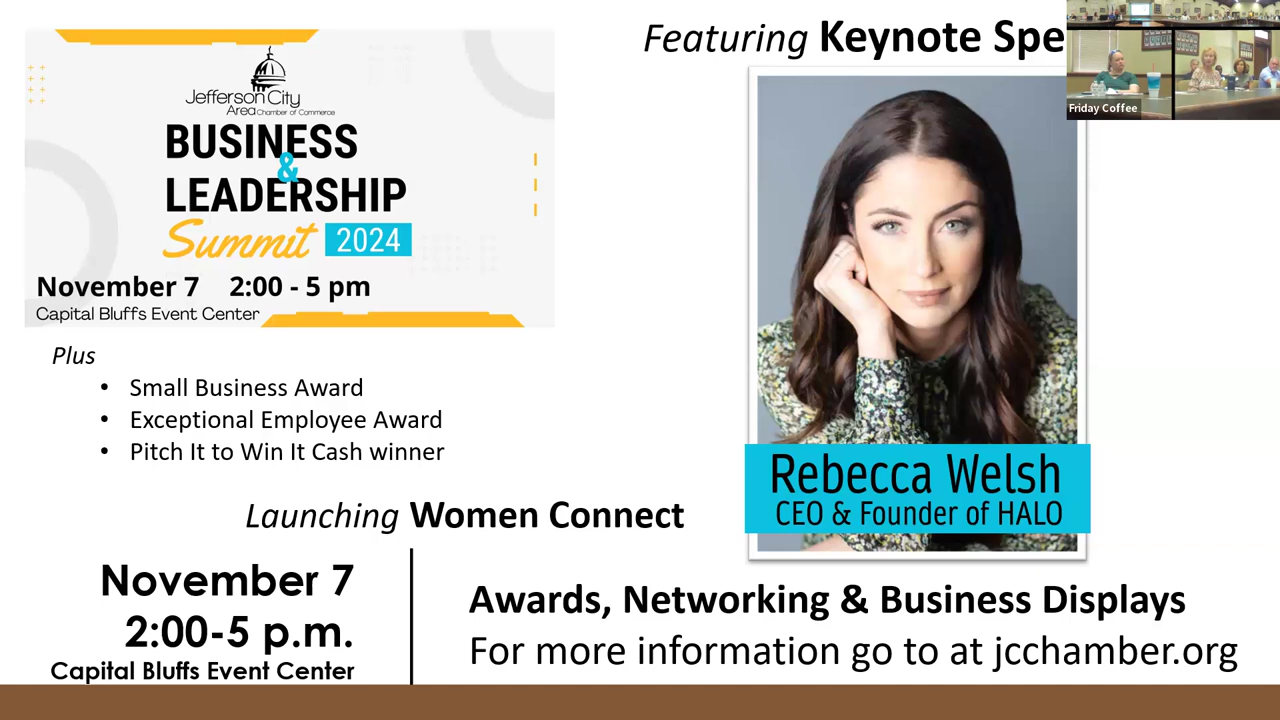 Featuring Keynote Spe
Friday Coffee
Jefferson City
Area Chamber of Commerce
BUSINESS
&
LEADERSHIP
Summit 2024
November 7 2:00 - 5 pm
Capital Bluffs Event Center
Plus
• Small Business Award
• Exceptional Employee Award
• Pitch It to Win It Cash winner
Rebecca Welsh
CEO & Founder of HALO
Launching Women Connect
November 7
2:00-5 p.m.
Capital Bluffs Event Center
Awards, Networking & Business Displays
For more information go to at jcchamber.org